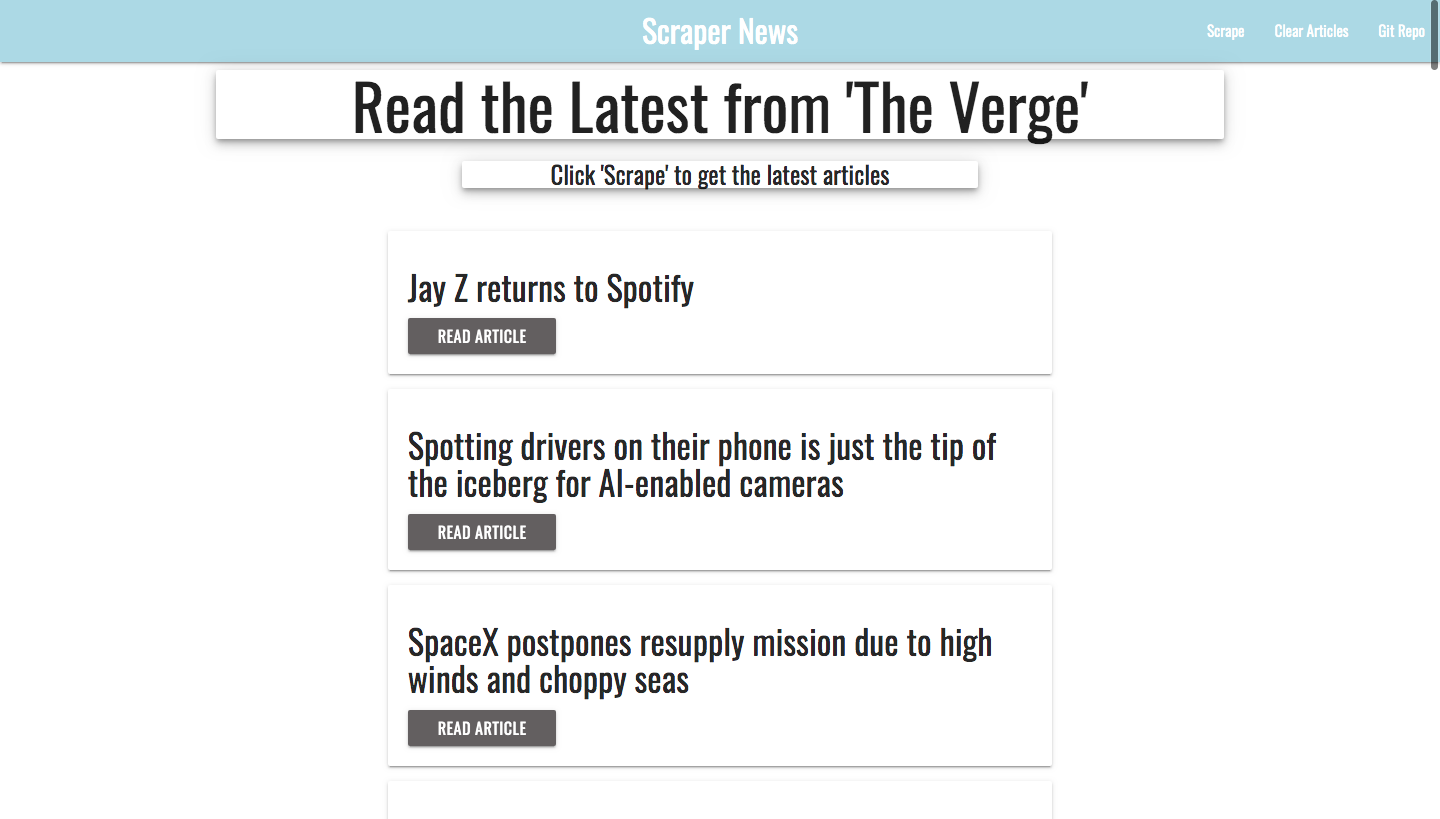 Scraper News
Scrape
Clear Articles
Git Repo
Read the Latest from 'The Verge'
Click 'Scrape' to get the latest articles
Jay Z returns to Spotify
READ ARTICLE
Spotting drivers on their phone is just the tip of
the iceberg for AI-enabled cameras
READ ARTICLE
SpaceX postpones resupply mission due to high
winds and choppy seas
READ ARTICLE